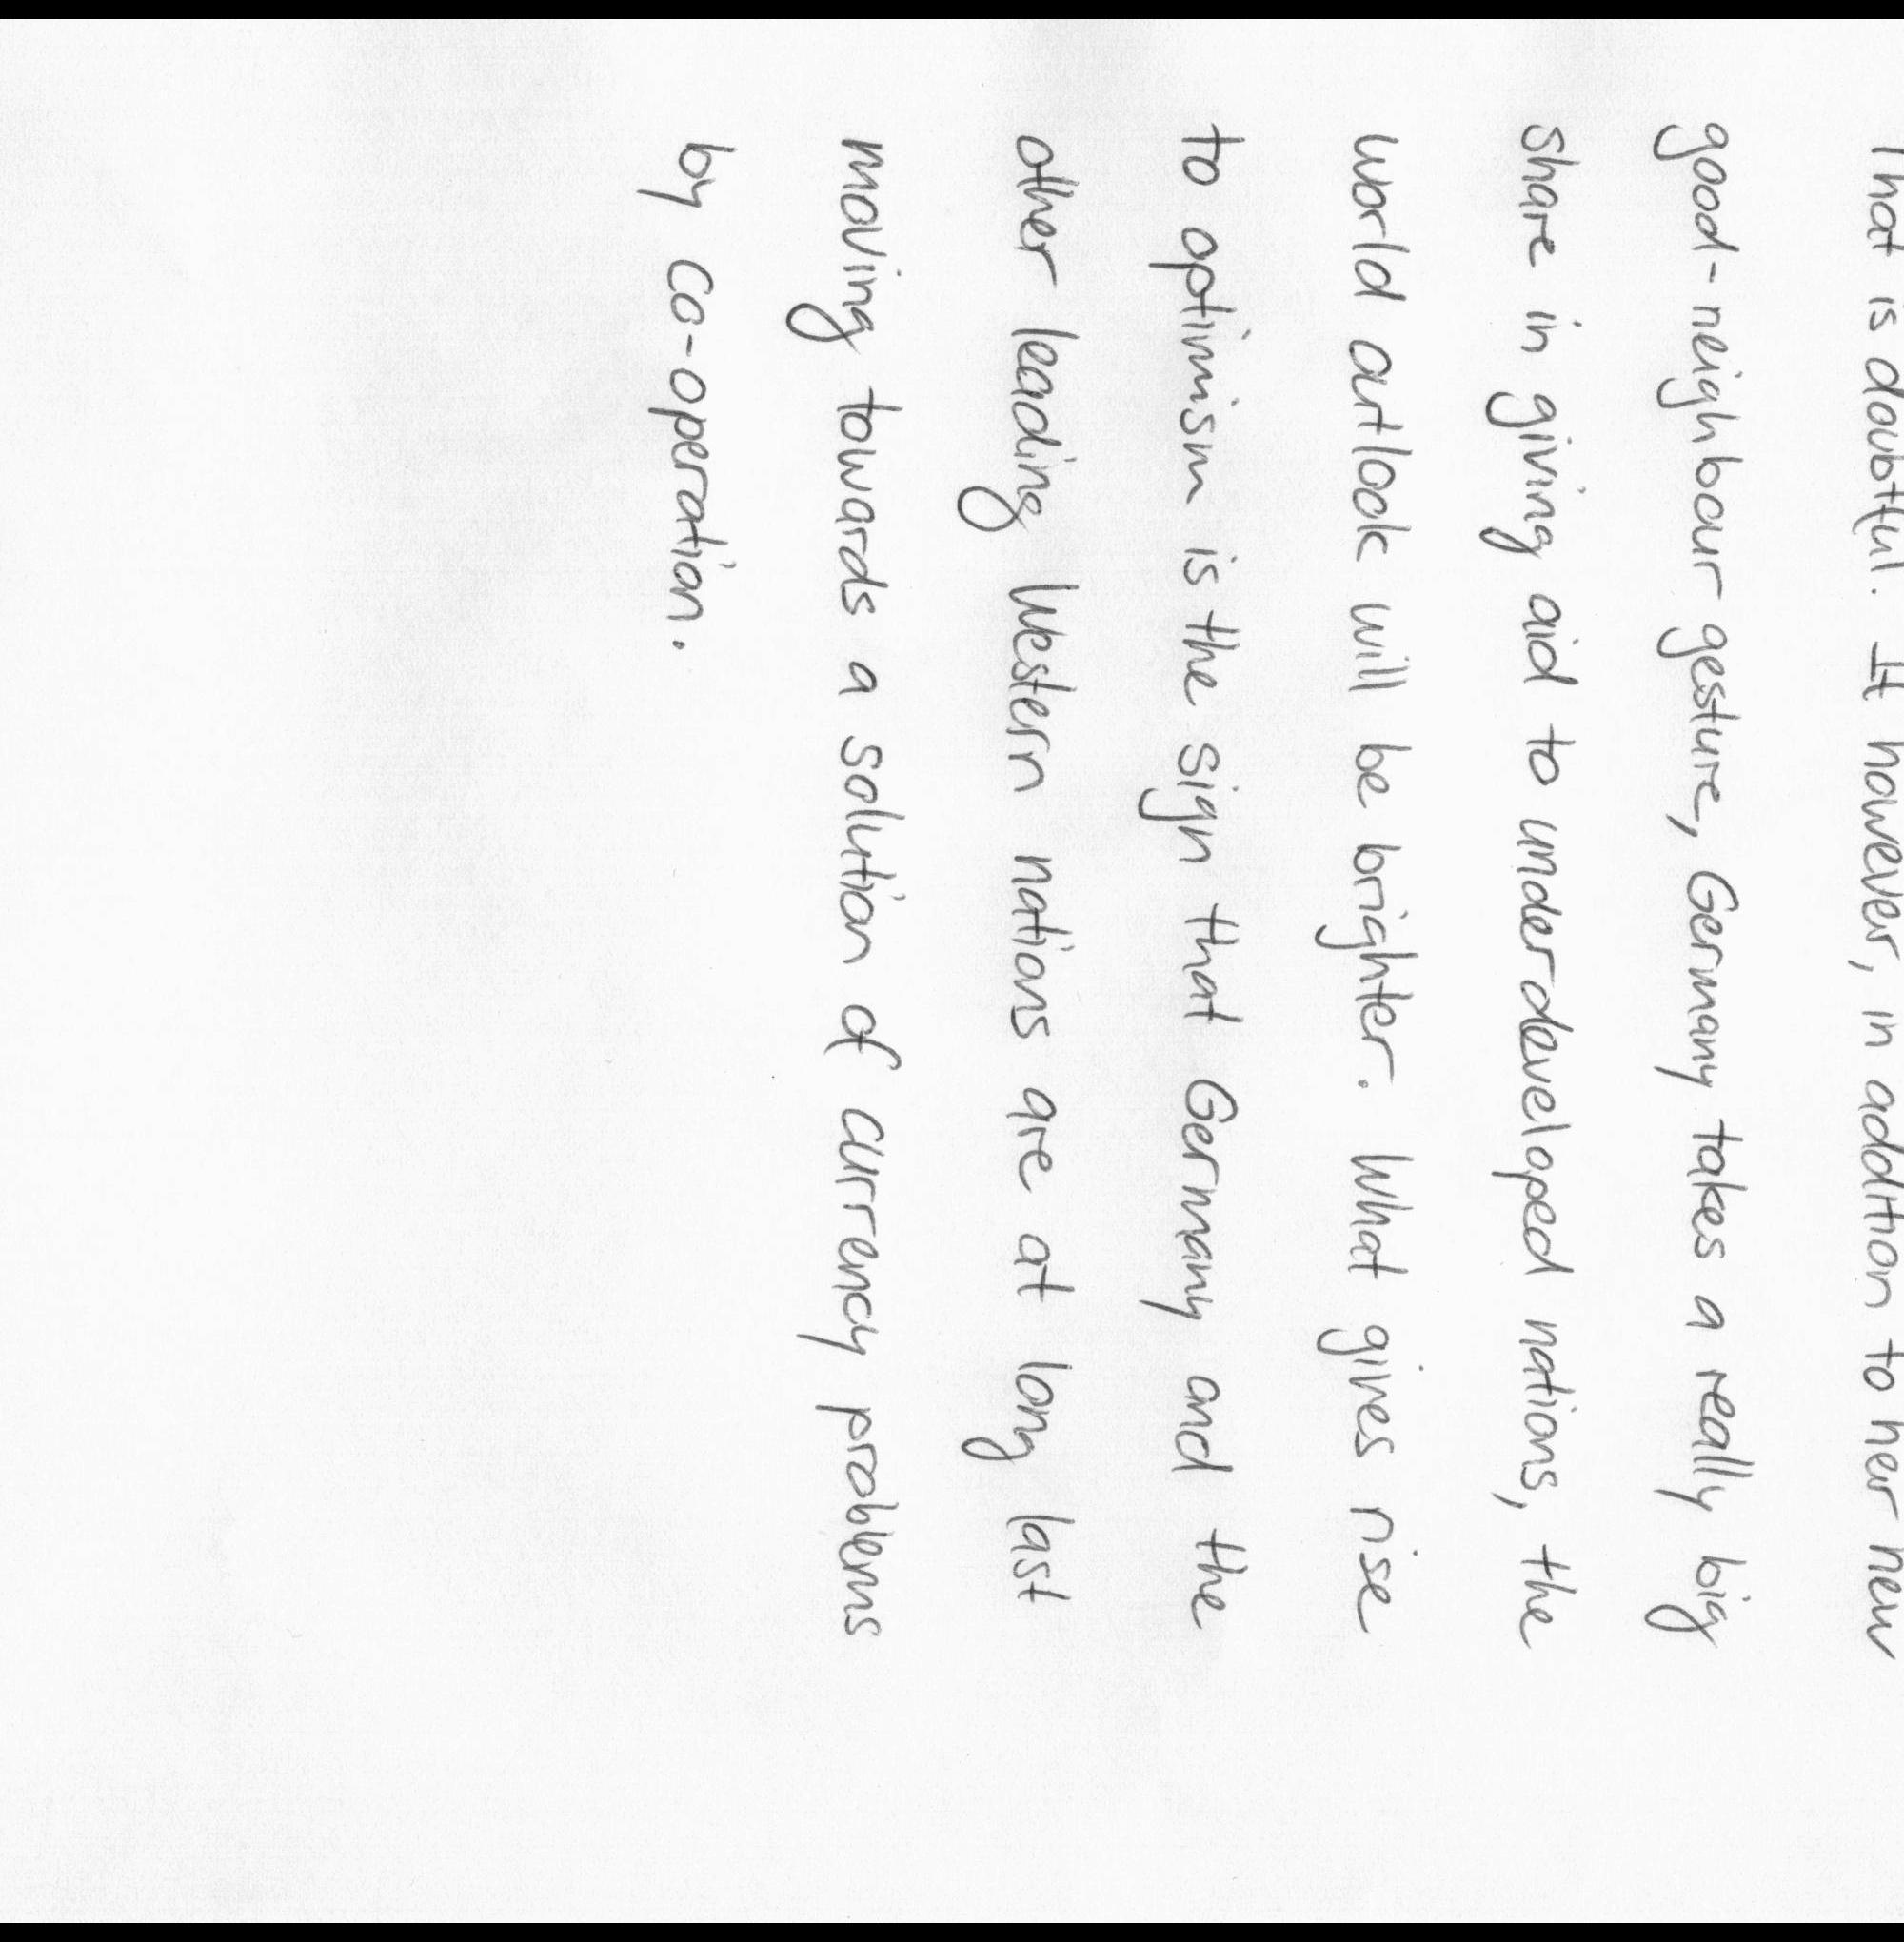 That is doubtful. It however, in addition to her new
good-neighbour gesture, Germany takes a really big
share in giving aid to underdeveloped nations, the
world outlook will be brighter. What gives rise
to optimism is the sign that Germany and the
other leading Western nations are at long last
moving towards a solution of currency problems
by co-operation.